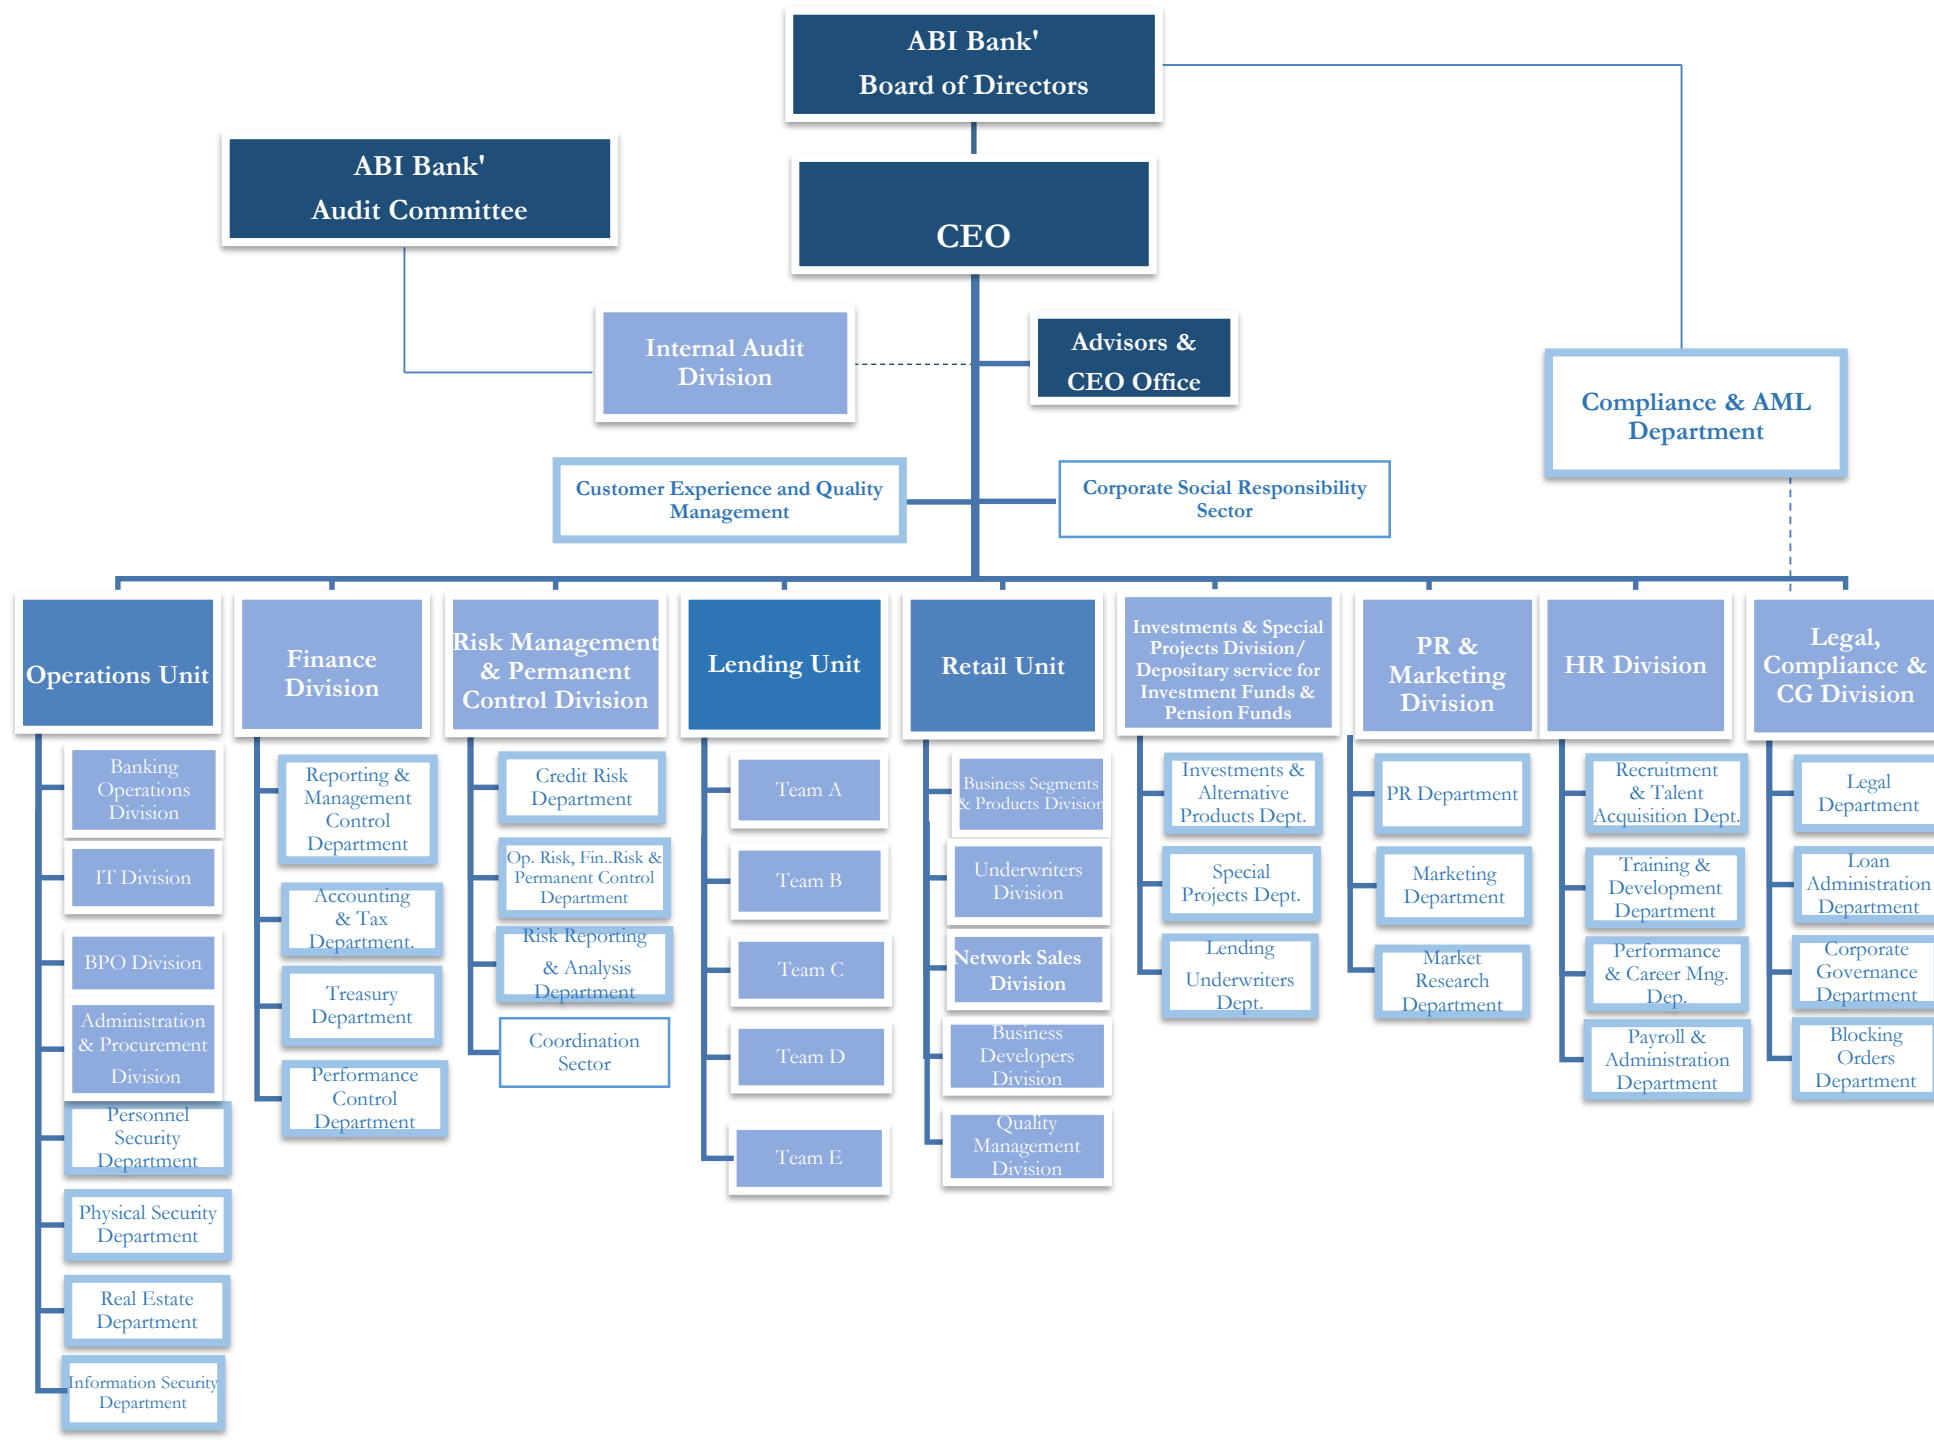 ABI Bank'
Board of Directors
ABI Bank'
Audit Committee
CEO
Internal Audit
Division
Advisors &
CEO Office
Compliance & AML
Department
Customer Experience and Quality
Management
Corporate Social Responsibility
Sector
Operations Unit
Finance
Division
Risk Management
& Permanent
Control Division
Lending Unit
Retail Unit
Investments & Special
Projects Division/
Depositary service for
Investment Funds &
Pension Funds
PR &
Marketing
Division
HR Division
Legal,
Compliance &
CG Division
Banking
Operations
Division
IT Division
BPO Division
Administration
& Procurement
Division
Personnel
Security
Department
Physical Security
Department
Real Estate
Department
Information Security
Department
Reporting &
Management
Control
Department
Accounting
& Tax
Department.
Treasury
Department
Performance
Control
Department
Credit Risk
Department
Op. Risk, Fin..Risk &
Permanent Control
Department
Risk Reporting
& Analysis
Department
Coordination
Sector
Team A
Team B
Team C
Team D
Team E
Business Segments
& Products Division
Underwriters
Division
Network Sales
Division
Business
Developers
Division
Quality
Management
Division
Investments &
Alternative
Products Dept.
Special
Projects Dept.
Lending
Underwriters
Dept.
PR Department
Marketing
Department
Market
Research
Department
Recruitment
& Talent
Acquisition Dept.
Training &
Development
Department
Performance
& Career Mng.
Dep.
Payroll &
Administration
Department
Legal
Department
Loan
Administration
Department
Corporate
Governance
Department
Blocking
Orders
Department